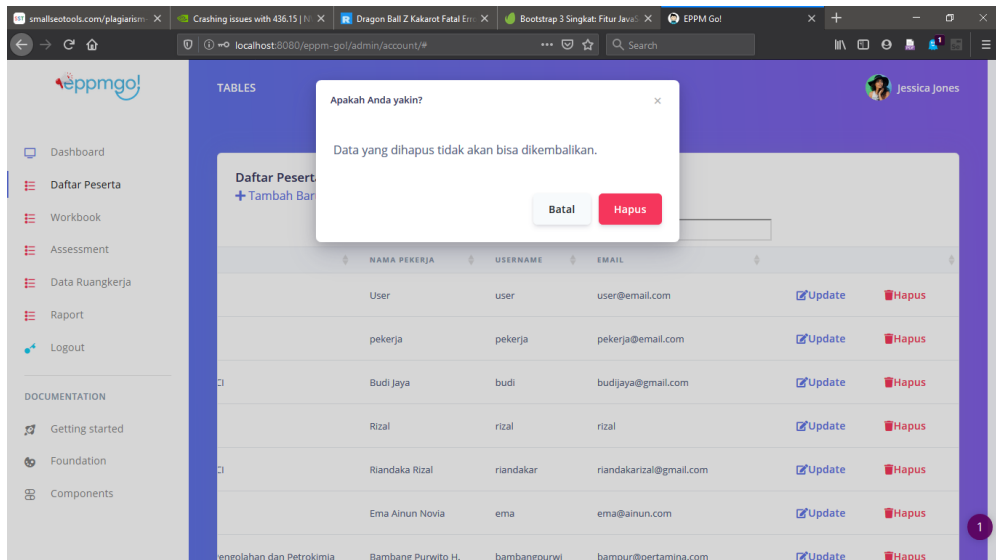 smallseotools.com/plagiarism-
Crashing issues with 436.15 | N
Dragon Ball Z Kakarot Fatal Err
Bootstrap 3 Singkat: Fitur JavaS
EPPM Go!
localhost:8080/eppm-go!/admin/account/#
Search
eppmgo!
TABLES
Jessica Jones
Apakah Anda yakin?
Data yang dihapus tidak akan bisa dikembalikan.
Batal
Hapus
Dashboard
Daftar Peserta
Workbook
Assessment
Data Ruangkerja
Raport
Logout
DOCUMENTATION
Getting started
Foundation
Components
Daftar Peserta
Tambah Bar
NAMA PEKERJA USERNAME EMAIL
User user user@email.com Update Hapus
pekerja pekerja pekerja@email.com Update Hapus
CI Budi Jaya budi budijaya@gmail.com Update Hapus
Rizal rizal rizal Update Hapus
CI Riandaka Rizal riandakar riandakarizal@gmail.com Update Hapus
Ema Ainun Novia ema ema@ainun.com Update Hapus
Pengolahan dan Petrokimia Bambang Purwito H. bambangpurwi bampur@pertamina.com Update Hapus
1